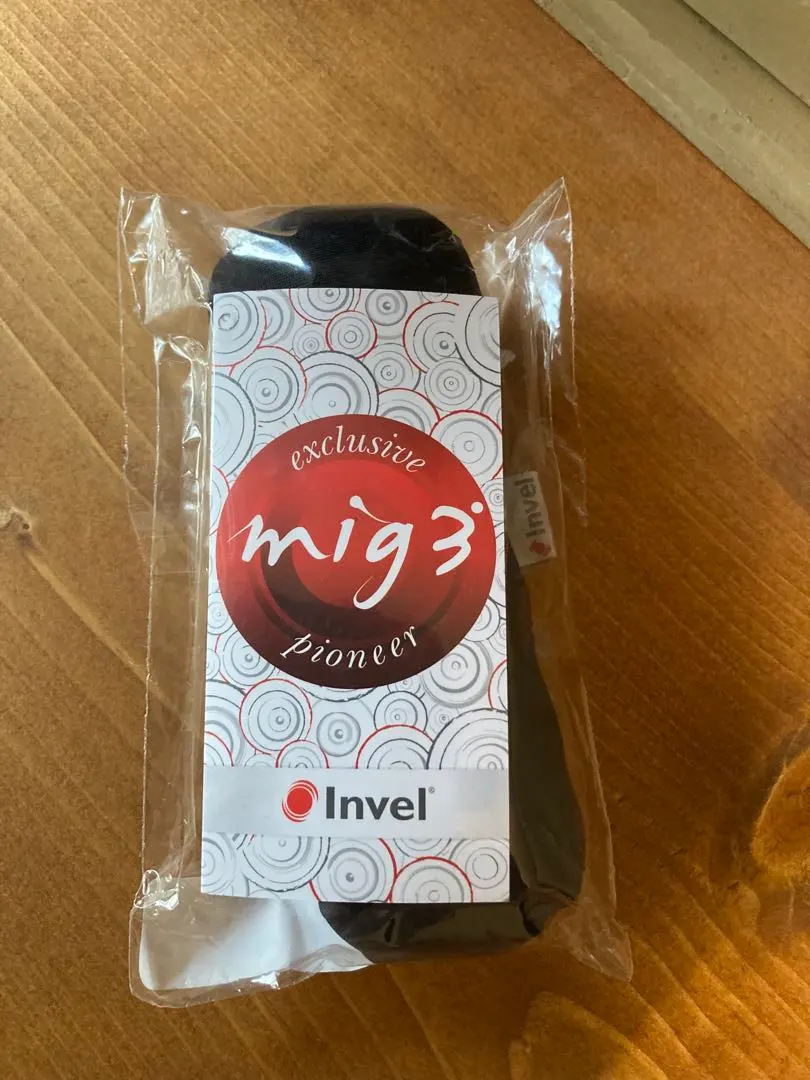 exclusive
mig3
pioneer
Invel
Invel®